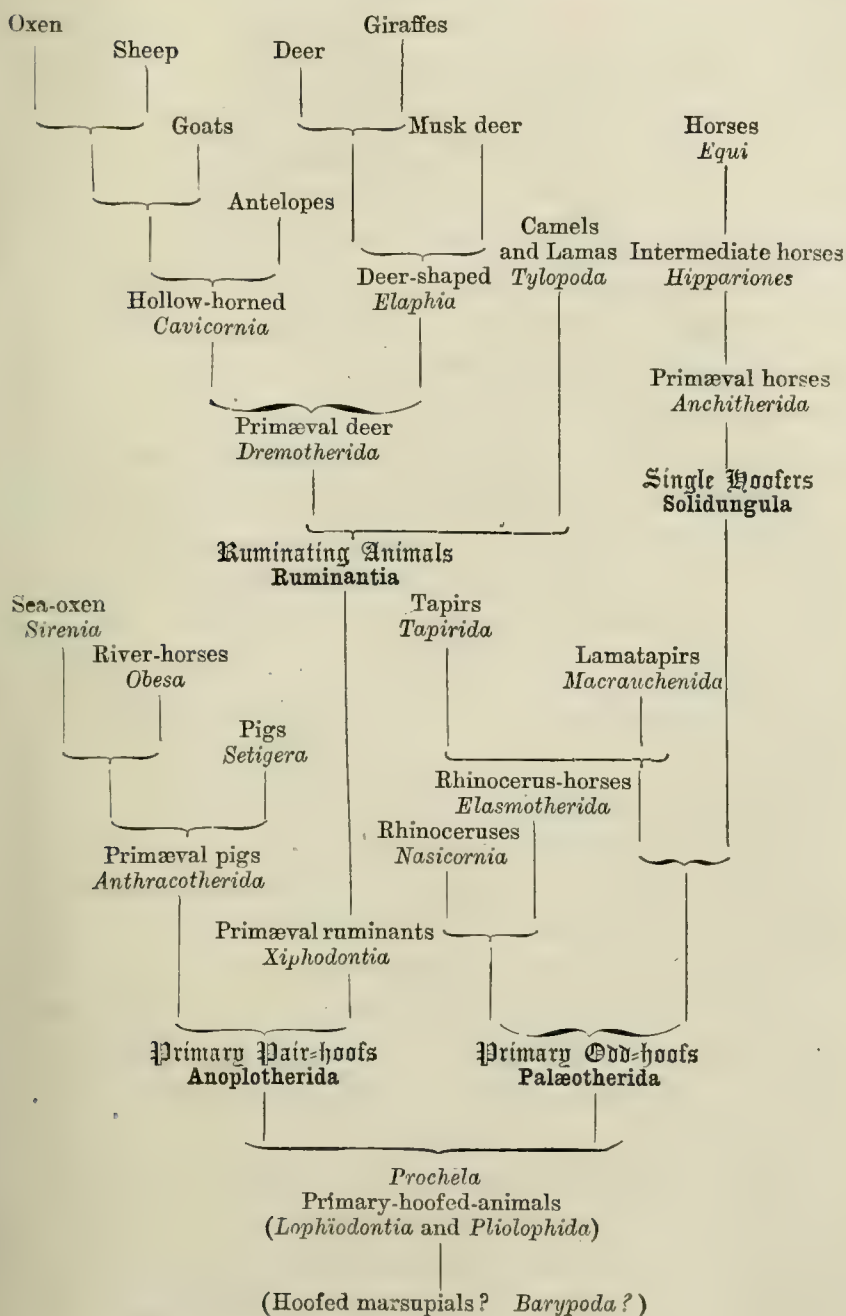 Oxen
Giraffes
Sheep
Deer
Goats
Musk deer
Horses
Equi
Antelopes
Camels
and Lamas
Tylopoda
Intermediate horses
Hippariones
Hollow-horned
Cavicornia
Deer-shaped
Elaphia
Primæval horses
Anchitherida
Primæval deer
Dremotherida
Single Hoofers
Solidungula
Ruminating Animals
Ruminantia
Sea-oxen
Sirenia
Tapirs
Tapirida
River-horses
Obesa
Lamatapirs
Macrauchenida
Pigs
Setigera
Rhinocerus-horses
Elasmotherida
Rhinoceruses
Nasicornia
Primæval pigs
Anthracotherida
Primæval ruminants
Xiphodontia
Primary Pair-hoofs
Anoplotherida
Primary Odd-hoofs
Palæotherida
Prochela
Primary-hoofed-animals
(Lophiodontia and Pliolophida)
(Hoofed marsupials? Barypoda?)